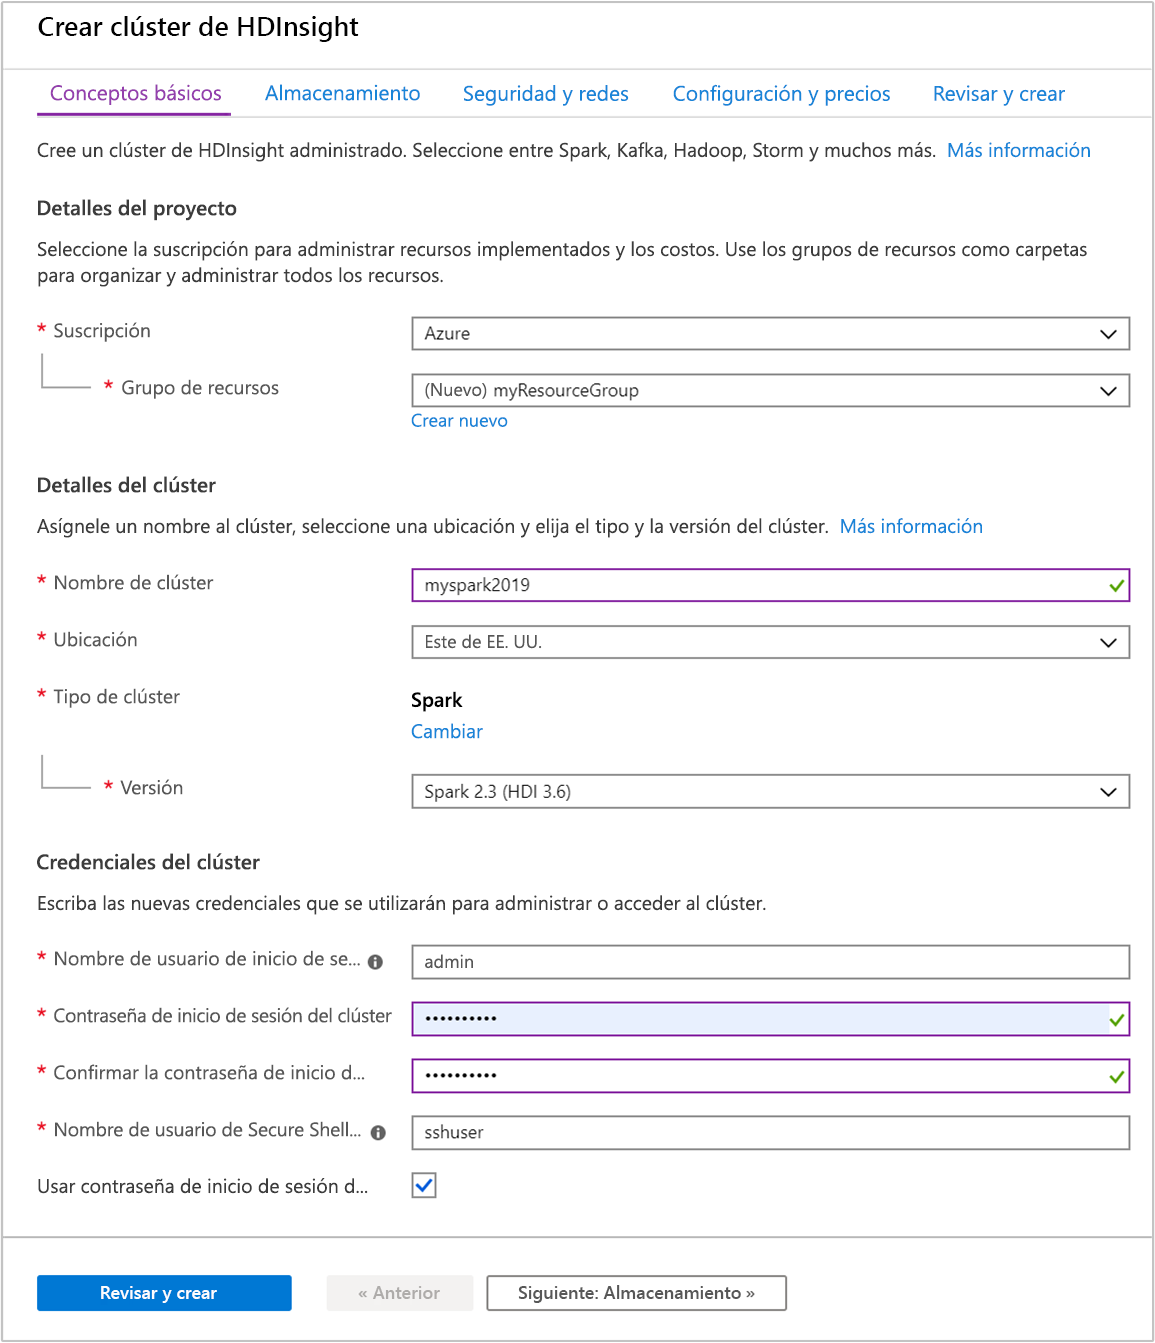 Crear clúster de HDInsight
Conceptos básicos Almacenamiento Seguridad y redes Configuración y precios Revisar y crear
Cree un clúster de HDInsight administrado. Seleccione entre Spark, Kafka, Hadoop, Storm y muchos más. Más información
Detalles del proyecto
Seleccione la suscripción para administrar recursos implementados y los costos. Use los grupos de recursos como carpetas
para organizar y administrar todos los recursos.
* Suscripción Azure
* Grupo de recursos (Nuevo) myResourceGroup
Crear nuevo
Detalles del clúster
Asígnele un nombre al clúster, seleccione una ubicación y elija el tipo y la versión del clúster. Más información
* Nombre de clúster myspark2019
* Ubicación Este de EE. UU.
* Tipo de clúster Spark
Cambiar
* Versión Spark 2.3 (HDI 3.6)
Credenciales del clúster
Escriba las nuevas credenciales que se utilizarán para administrar o acceder al clúster.
* Nombre de usuario de inicio de se... admin
* Contraseña de inicio de sesión del clúster ••••••••••
* Confirmar la contraseña de inicio d... ••••••••••
* Nombre de usuario de Secure Shell... sshuser
Usar contraseña de inicio de sesión d...
Revisar y crear « Anterior Siguiente: Almacenamiento »